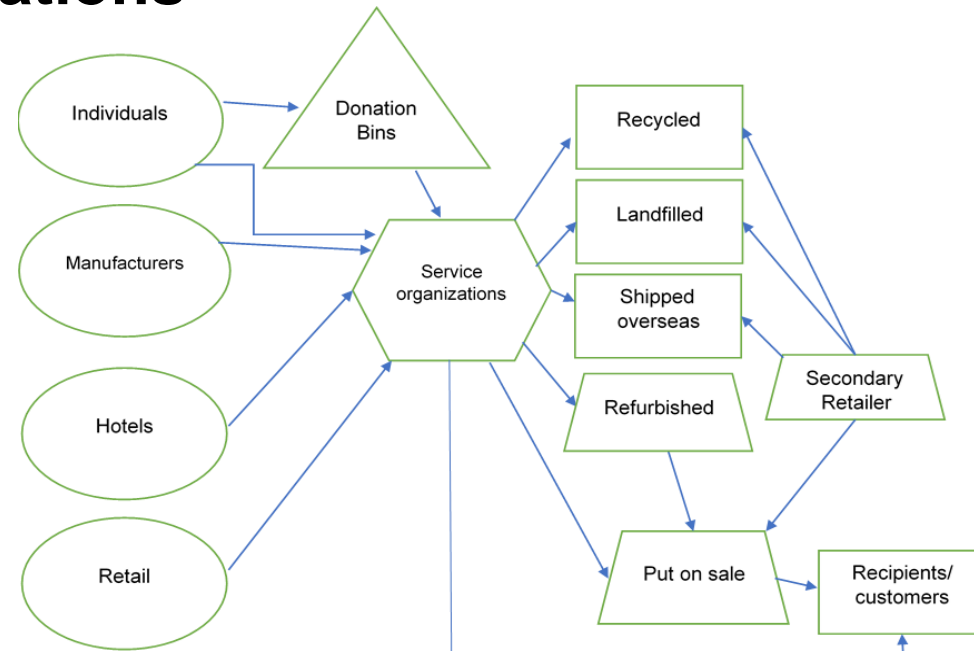 Individuals
Donation
Bins
Recycled
Landfilled
Manufacturers
Service
organizations
Shipped
overseas
Secondary
Retailer
Refurbished
Hotels
Retail
Put on sale
Recipients/
customers